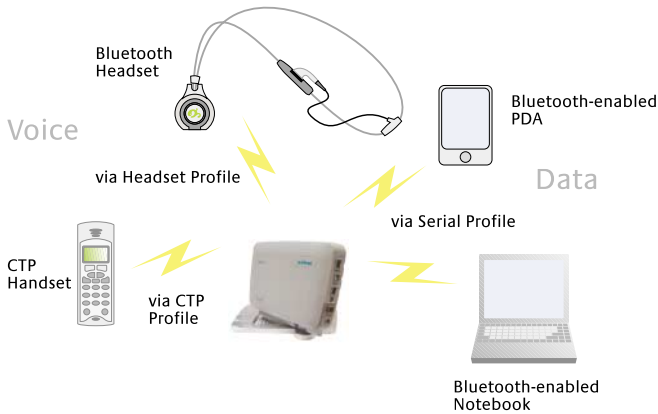 Bluetooth
Headset
Voice
Bluetooth-enabled
PDA
Data
via Headset Profile
via Serial Profile
CTP
Handset
via CTP
Profile
Bluetooth-enabled
Notebook